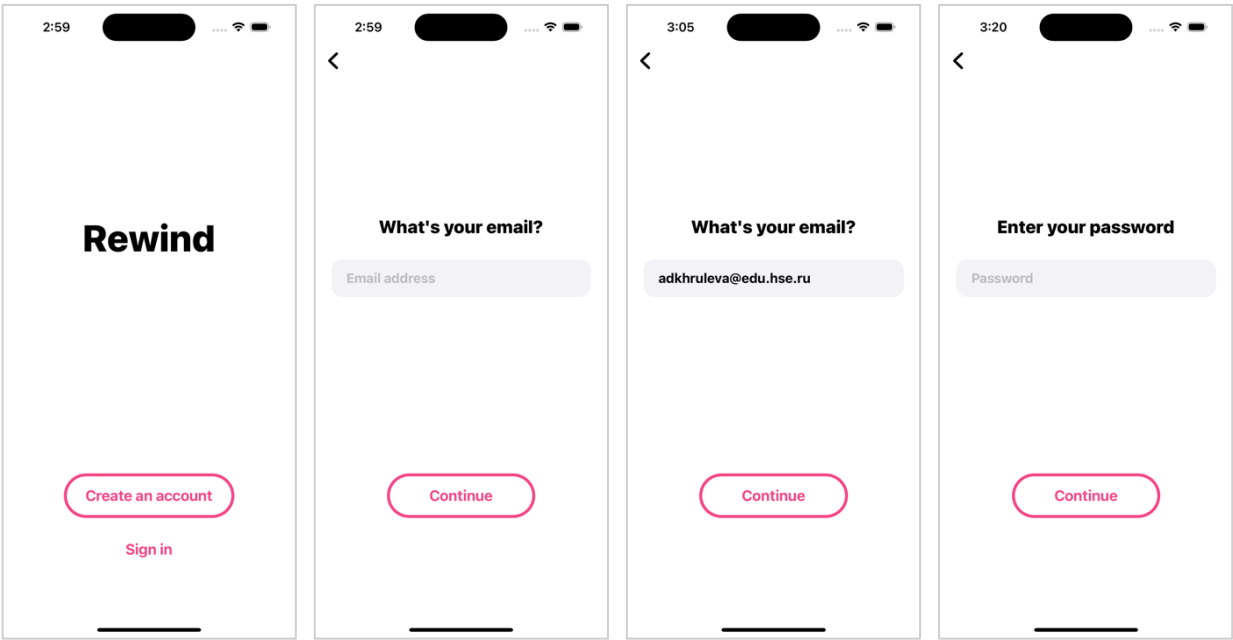 2:59
Rewind
Create an account
Sign in
2:59
What's your email?
Email address
Continue
3:05
What's your email?
adkhruleva@edu.hse.ru
Continue
3:20
Enter your password
Password
Continue